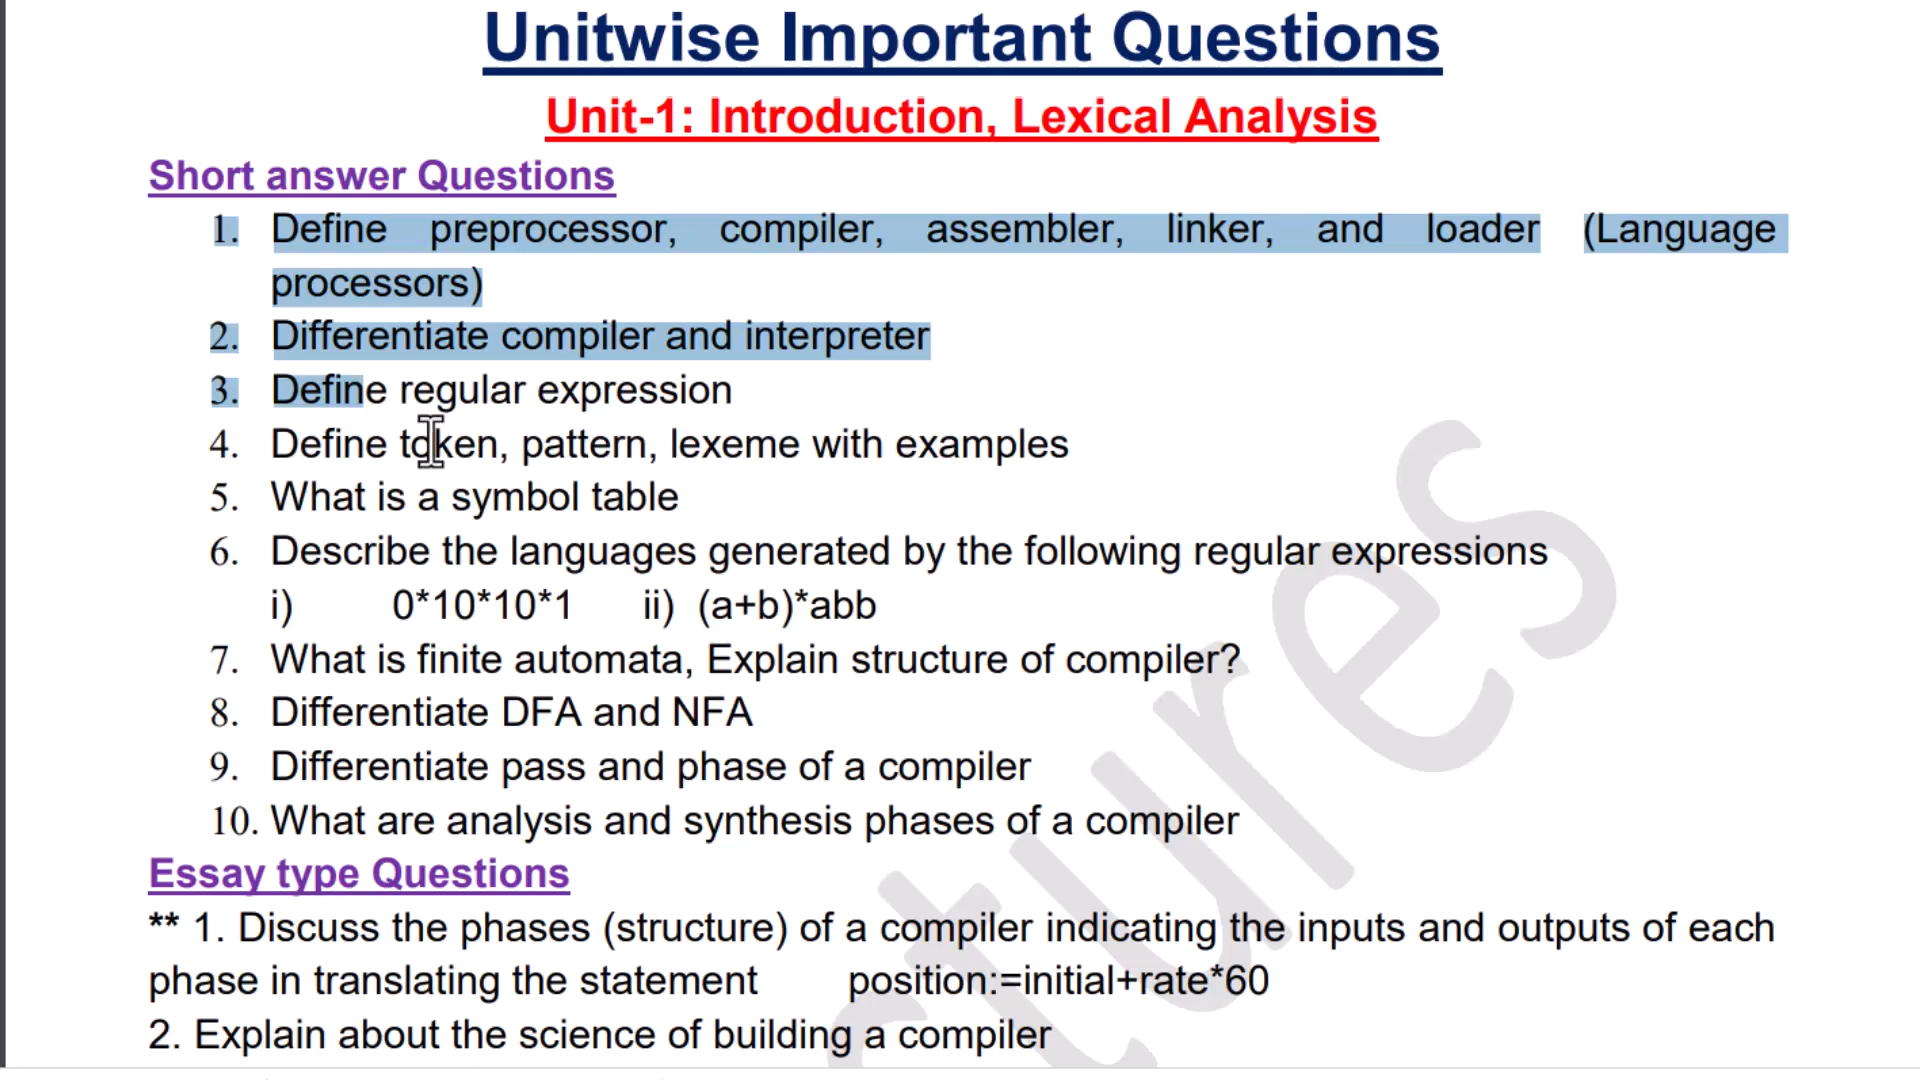 Unitwise Important Questions
Unit-1: Introduction, Lexical Analysis
Short answer Questions
1. Define preprocessor, compiler, assembler, linker, and loader (Language
processors)
2. Differentiate compiler and interpreter
3. Define regular expression
4. Define token, pattern, lexeme with examples
5. What is a symbol table
6. Describe the languages generated by the following regular expressions
i) 0*10*10*1 ii) (a+b)*abb
7. What is finite automata, Explain structure of compiler?
8. Differentiate DFA and NFA
9. Differentiate pass and phase of a compiler
10. What are analysis and synthesis phases of a compiler
Essay type Questions
** 1. Discuss the phases (structure) of a compiler indicating the inputs and outputs of each
phase in translating the statement position:=initial+rate*60
2. Explain about the science of building a compiler
tures